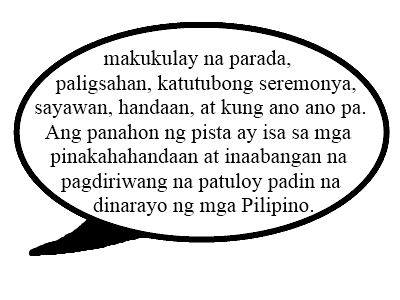 makukulay na parada,
paligsahan, katutubong seremonya,
sayawan, handaan, at kung ano ano pa.
Ang panahon ng pista ay isa sa mga
pinakahahandaan at inaabangan na
pagdiriwang na patuloy padin na
dinarayo ng mga Pilipino.